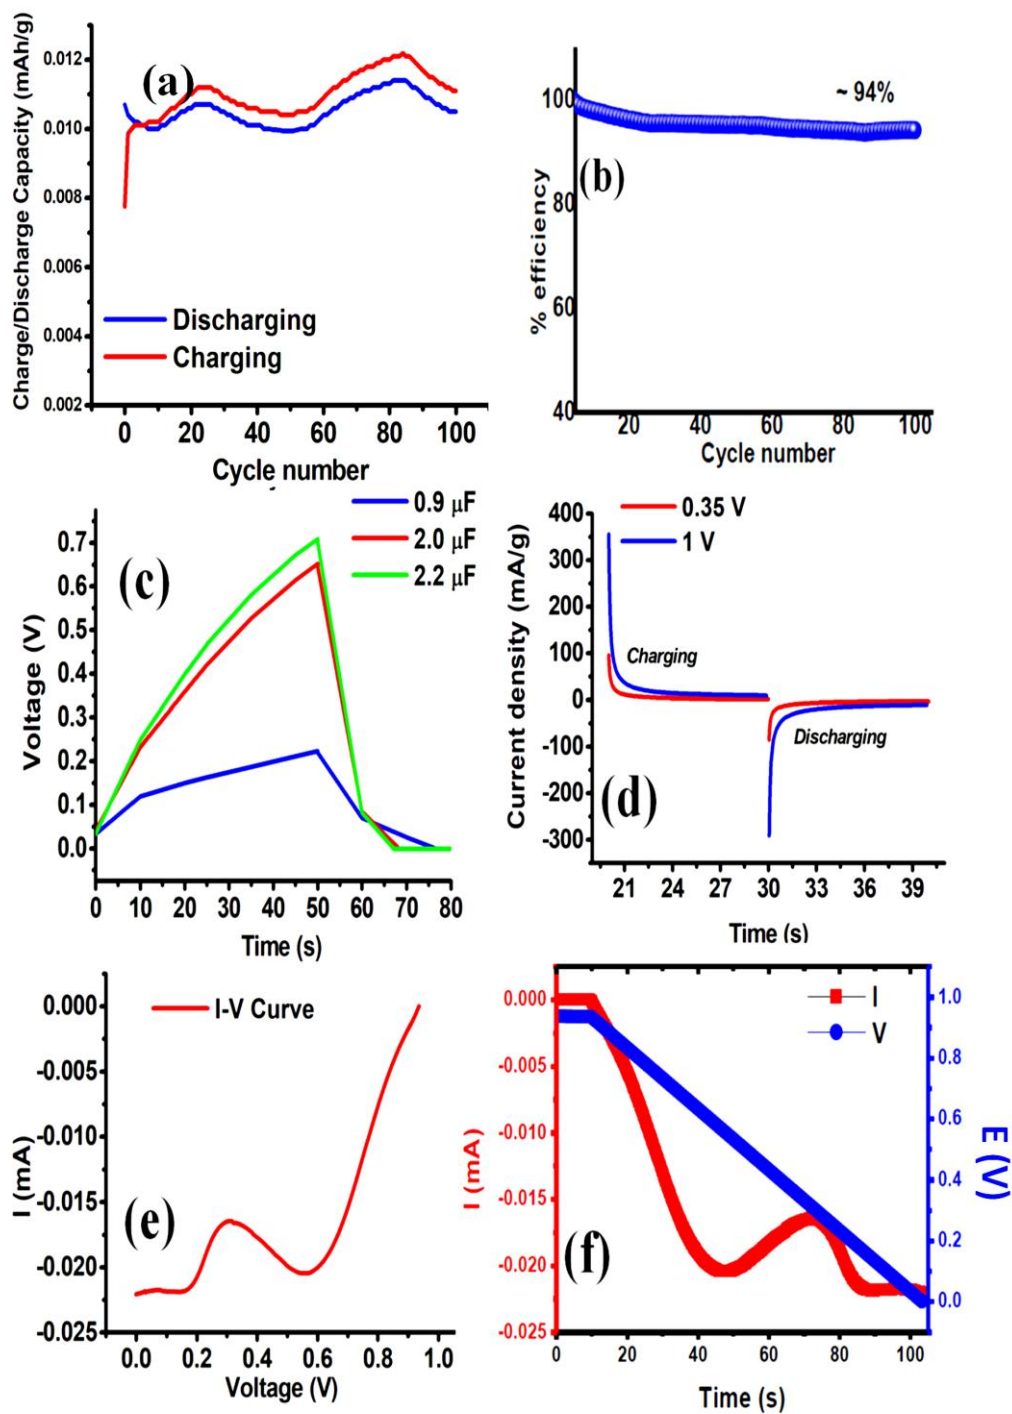 Charge/Discharge Capacity (mAh/g)
0.012
0.010
0.008
0.006
0.004
0.002
(a)
Discharging
Charging
0 20 40 60 80 100
Cycle number
% efficiency
100
80
60
40
~ 94%
(b)
20 40 60 80 100
Cycle number
Voltage (V)
0.7
0.6
0.5
0.4
0.3
0.2
0.1
0.0
(c)
0.9 μF
2.0 μF
2.2 μF
0 10 20 30 40 50 60 70 80
Time (s)
Current density (mA/g)
400
300
200
100
0
-100
-200
-300
0.35 V
1 V
Charging
Discharging
(d)
21 24 27 30 33 36 39
Time (s)
I (mA)
0.000
-0.005
-0.010
-0.015
-0.020
-0.025
I-V Curve
(e)
0.0 0.2 0.4 0.6 0.8 1.0
Voltage (V)
I (mA)
0.000
-0.005
-0.010
-0.015
-0.020
-0.025
I
V
(f)
1.0
0.8
0.6
0.4
0.2
0.0
E (V)
0 20 40 60 80 100
Time (s)